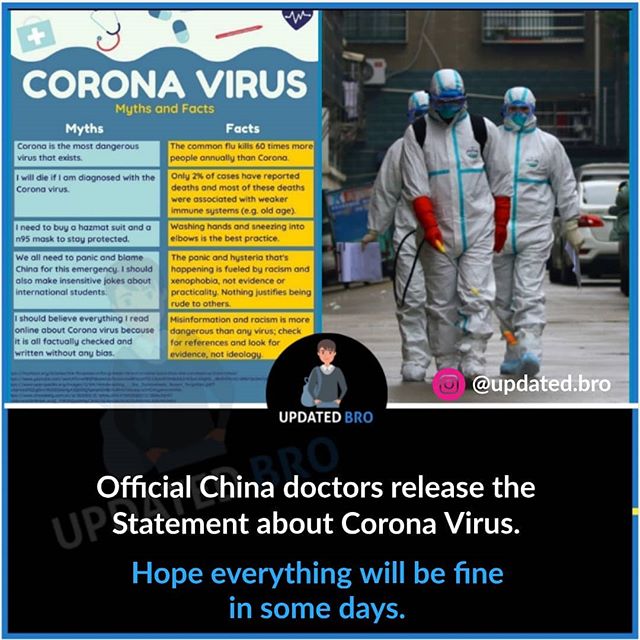 CORONA VIRUS
Myths and Facts
Myths
Facts
Corona is the most dangerous
virus that exists.
The common flu kills 60 times more
people annually than Corona.
I will die if I am diagnosed with the
Corona virus.
Only 2% of cases have reported
deaths and most of these deaths
were associated with weaker
immune systems (e.g. old age).
I need to buy a hazmat suit and a
n95 mask to stay protected.
Washing hands and sneezing into
elbows is the best practice.
We all need to panic and blame
China for this emergency. I should
also make insensitive jokes about
international students.
The panic and hysteria that's
happening is fueled by racism and
xenophobia, not evidence or
practicality. Nothing justifies being
rude to others.
I should believe everything I read
online about Corona virus because
it is all factually checked and
written without any bias.
Misinformation and racism is more
dangerous than any virus; check
for references and look for
evidence, not ideology.
@updated.bro
UPDATED BRO
UPDATED BRO
Official China doctors release the
Statement about Corona Virus.
Hope everything will be fine
in some days.